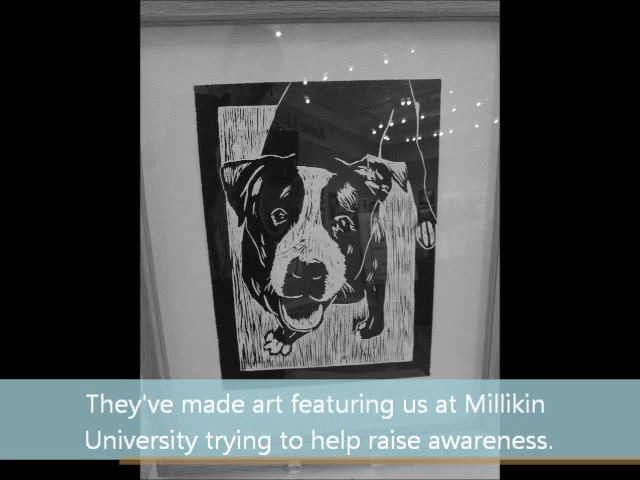 They've made art featuring us at Millikin
University trying to help raise awareness.